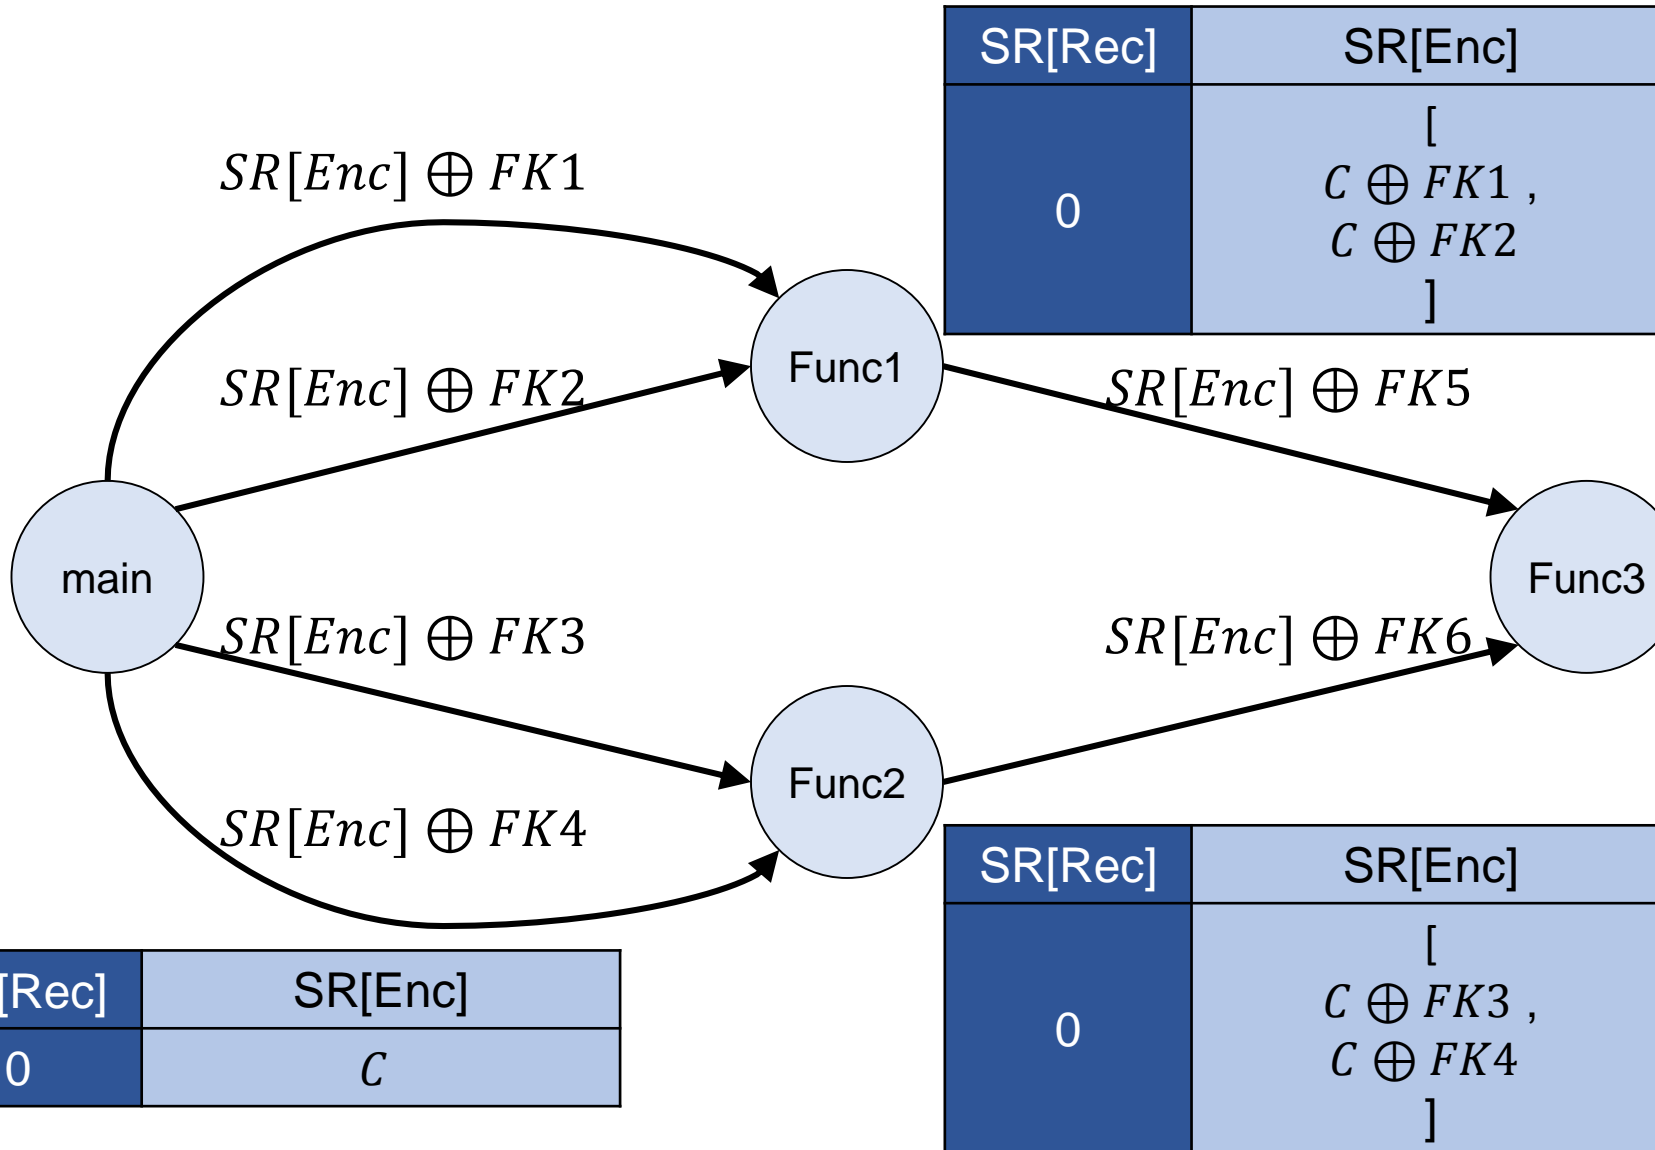 SR[Rec] SR[Enc]
0
[
C ⊕ FK1 ,
C ⊕ FK2
]
SR[Enc] ⊕ FK1
Func1
SR[Enc] ⊕ FK2
SR[Enc] ⊕ FK5
main
Func3
SR[Enc] ⊕ FK3
SR[Enc] ⊕ FK6
Func2
SR[Enc] ⊕ FK4
SR[Rec] SR[Enc]
0
[
C ⊕ FK3 ,
C ⊕ FK4
]
[Rec] SR[Enc]
0 C